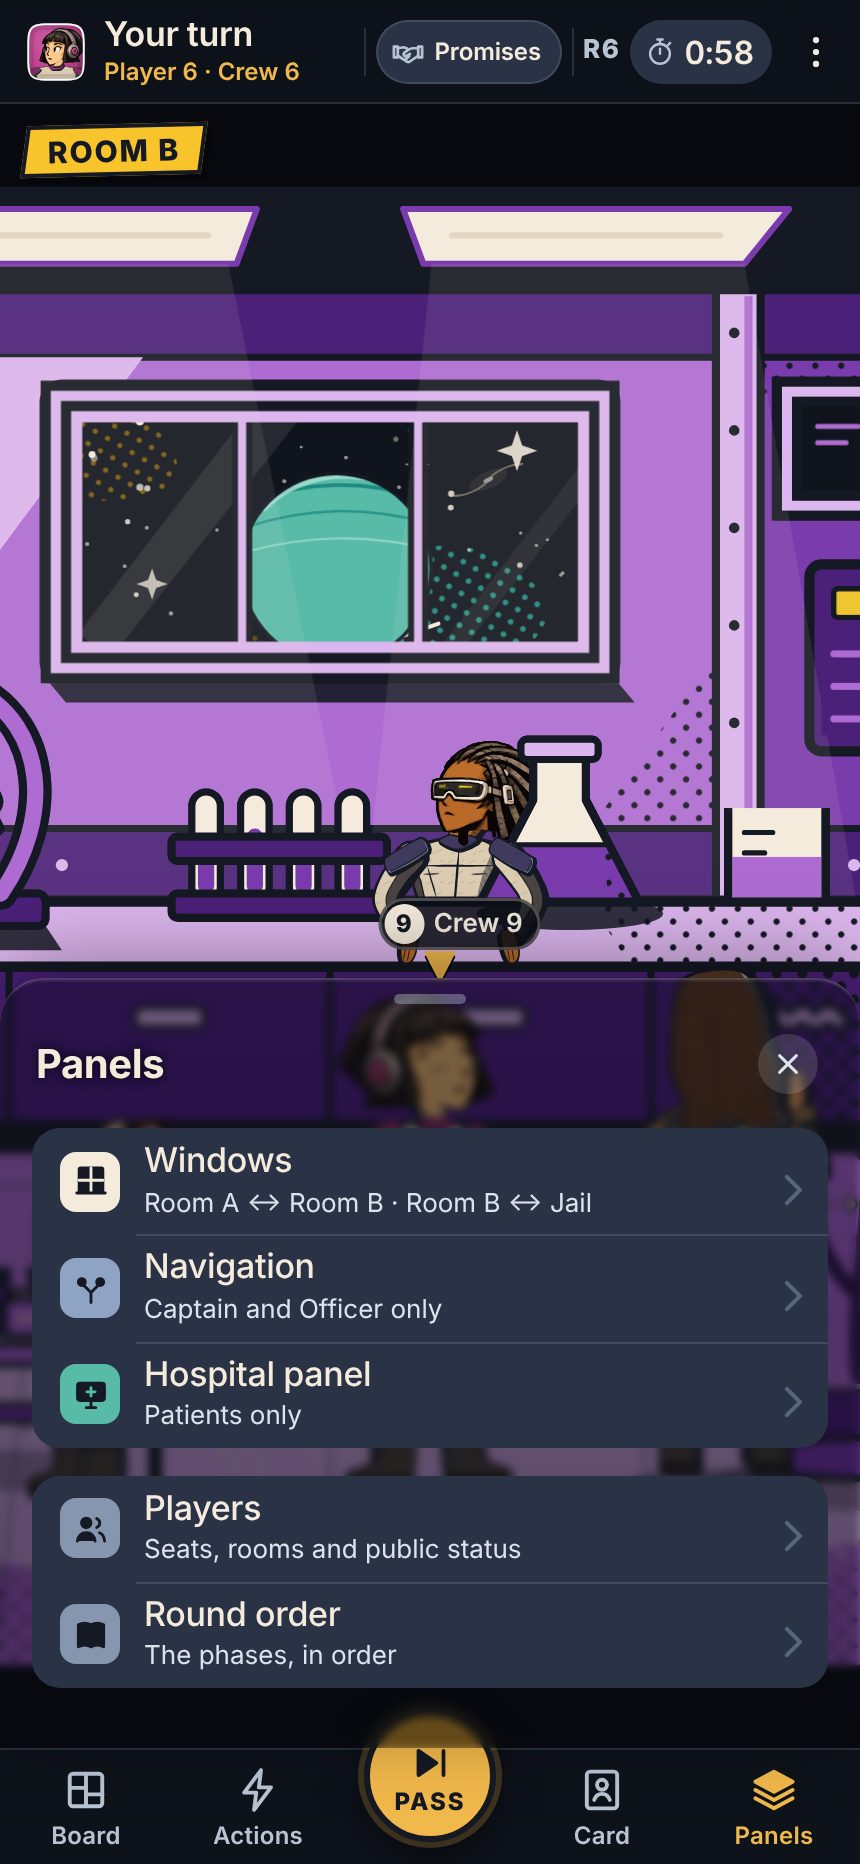 Your turn
Player 6 · Crew 6
Promises
R6
0:58
ROOM B
9 Crew 9
Panels
Windows
Room A ↔ Room B · Room B ↔ Jail
Navigation
Captain and Officer only
Hospital panel
Patients only
Players
Seats, rooms and public status
Round order
The phases, in order
PASS
Board
Actions
Card
Panels